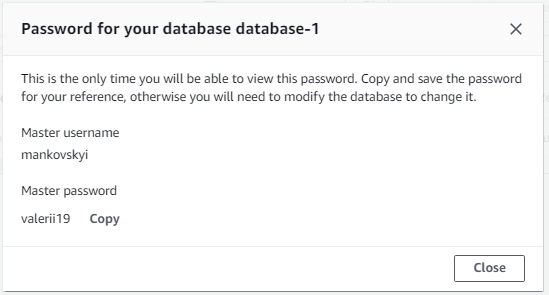 Password for your database database-1
This is the only time you will be able to view this password. Copy and save the password
for your reference, otherwise you will need to modify the database to change it.
Master username
mankovskyi
Master password
valerii19 Copy
Close